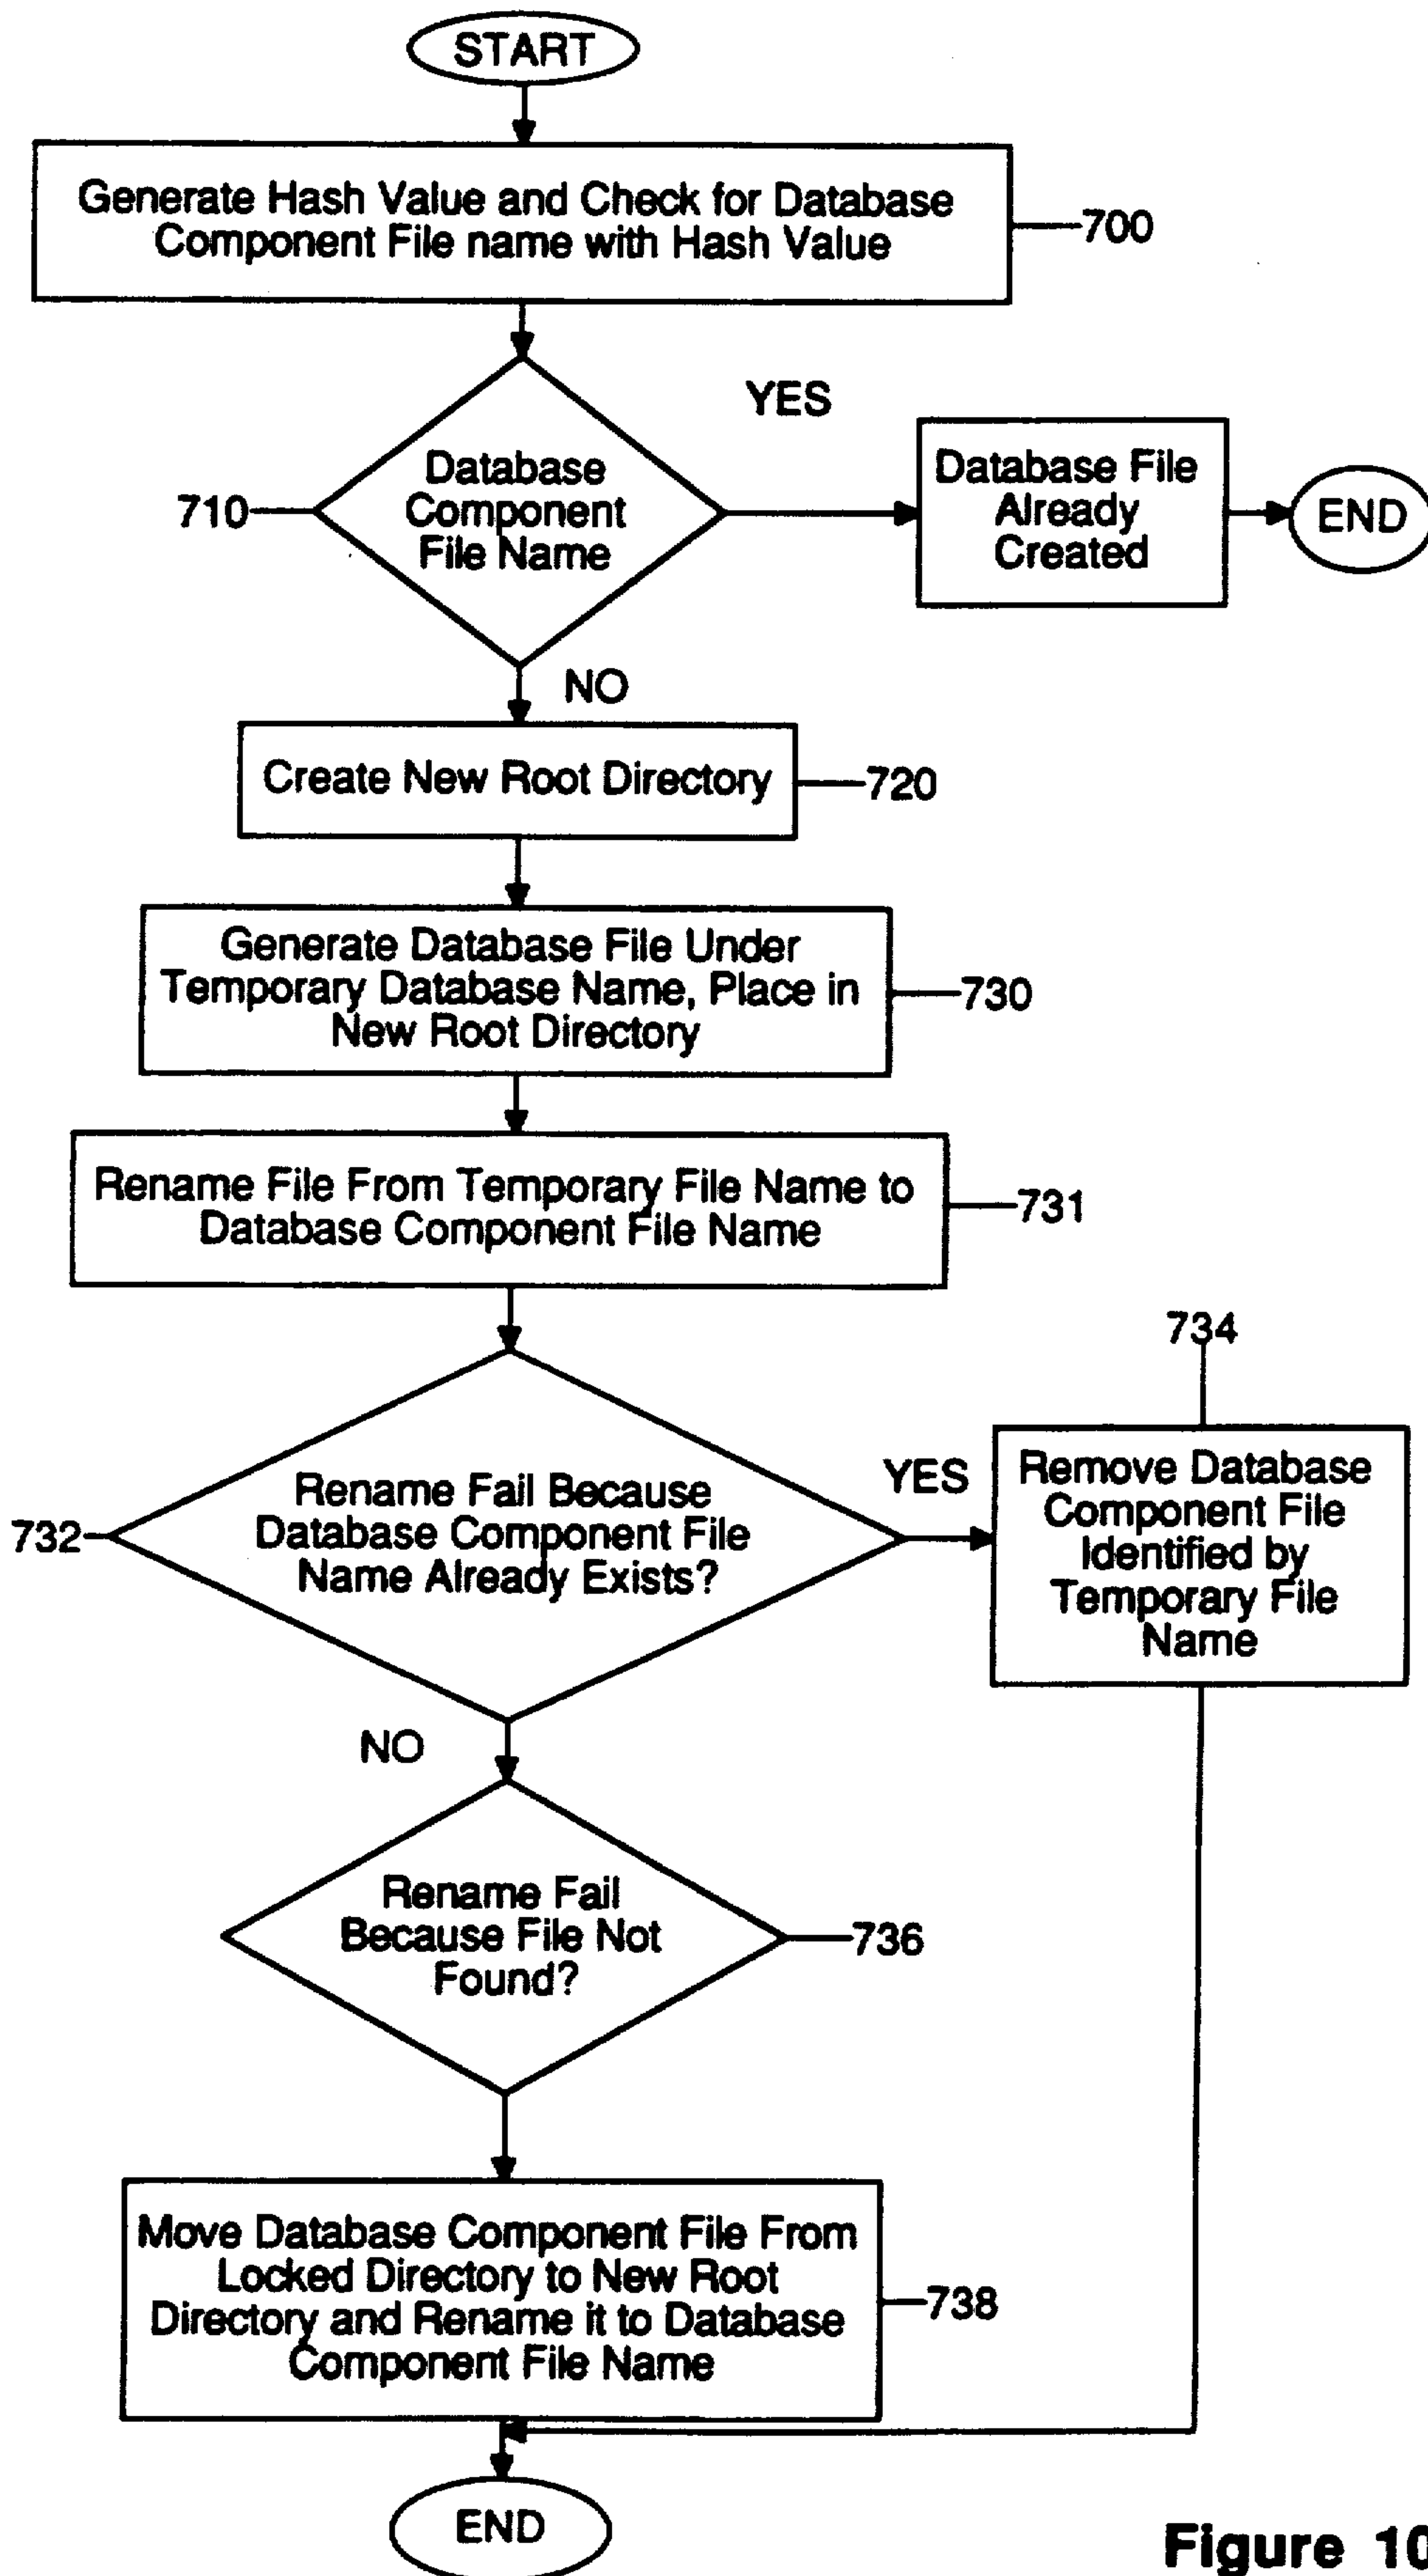 START
Generate Hash Value and Check for Database
Component File name with Hash Value
700
YES
Database
Component
File Name
710
Database File
Already
Created
END
NO
Create New Root Directory
720
Generate Database File Under
Temporary Database Name, Place in
New Root Directory
730
Rename File From Temporary File Name to
Database Component File Name
731
734
Rename Fail Because
Database Component File
Name Already Exists?
732
YES
Remove Database
Component File
Identified by
Temporary File
Name
NO
Rename Fail
Because File Not
Found?
736
Move Database Component File From
Locked Directory to New Root
Directory and Rename it to Database
Component File Name
738
END
Figure 10